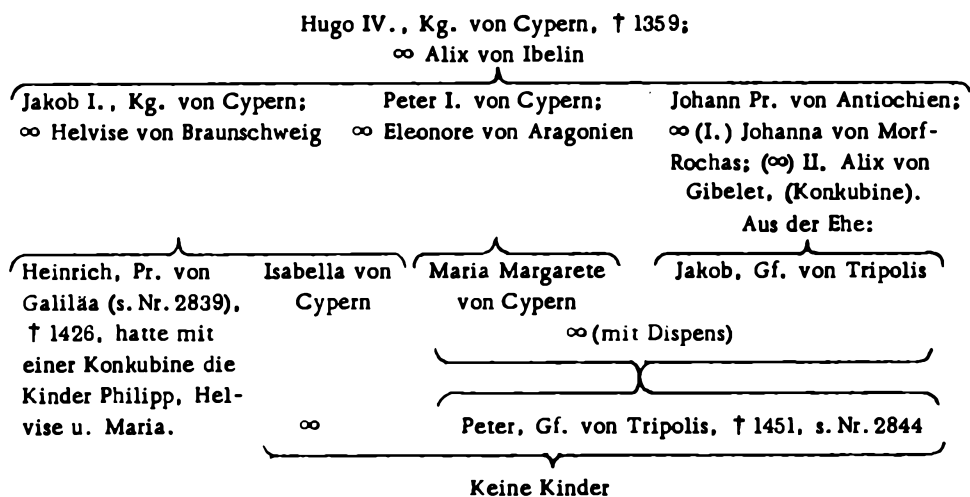 Hugo IV., Kg. von Cypern, † 1359;
∞ Alix von Ibelin
Jakob I., Kg. von Cypern;
∞ Helvise von Braunschweig
Peter I. von Cypern;
∞ Eleonore von Aragonien
Johann Pr. von Antiochien;
∞ (I.) Johanna von Morf-
Rochas; (∞) II. Alix von
Gibelet, (Konkubine).
Aus der Ehe:
Heinrich, Pr. von
Galiläa (s. Nr. 2839),
† 1426, hatte mit
einer Konkubine die
Kinder Philipp, Hel-
vise u. Maria.
Isabella von
Cypern
Maria Margarete
von Cypern
Jakob, Gf. von Tripolis
∞ (mit Dispens)
∞
Peter, Gf. von Tripolis, † 1451, s. Nr. 2844
Keine Kinder